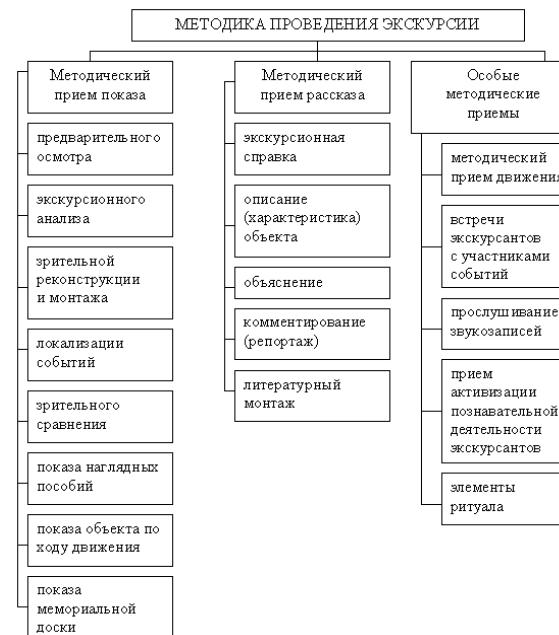 МЕТОДИКА ПРОВЕДЕНИЯ ЭКСКУРСИИ
Методический
прием показа
предварительного
осмотра
экскурсионного
анализа
зрительной
реконструкции
и монтажа
локализации
событий
зрительного
сравнения
показа наглядных
пособий
показа объекта по
ходу движения
показа
мемориальной
доски
Методический
прием рассказа
экскурсионная
справка
описание
(характеристика)
объекта
объяснение
комментирование
(репортаж)
литературный
монтаж
Особые
методические
приемы
методический
прием движения
встречи
экскурсантов
с участниками
событий
прослушивание
звукозаписей
прием
активизации
познавательной
деятельности
экскурсантов
элементы
ритуала